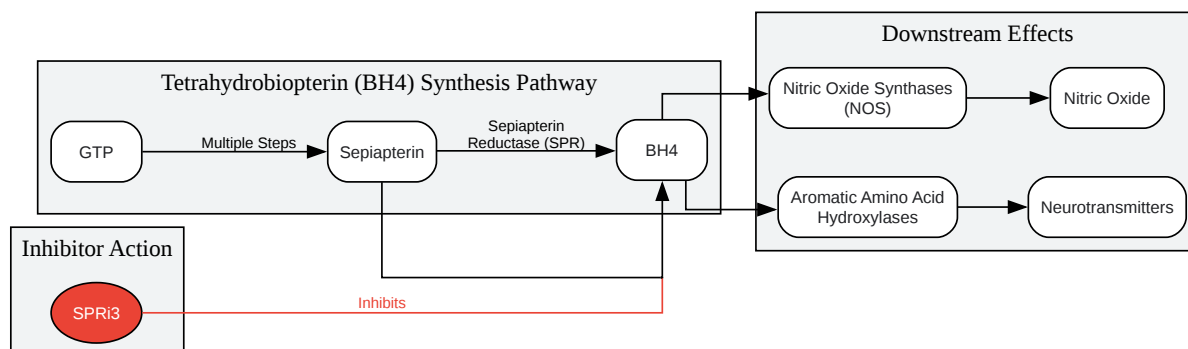 Downstream Effects
Tetrahydrobiopterin (BH4) Synthesis Pathway
Nitric Oxide Synthases
(NOS)
Nitric Oxide
GTP
Multiple Steps
Sepiapterin
Sepiapterin
Reductase (SPR)
BH4
Aromatic Amino Acid
Hydroxylases
Neurotransmitters
Inhibitor Action
SPRi3
Inhibits